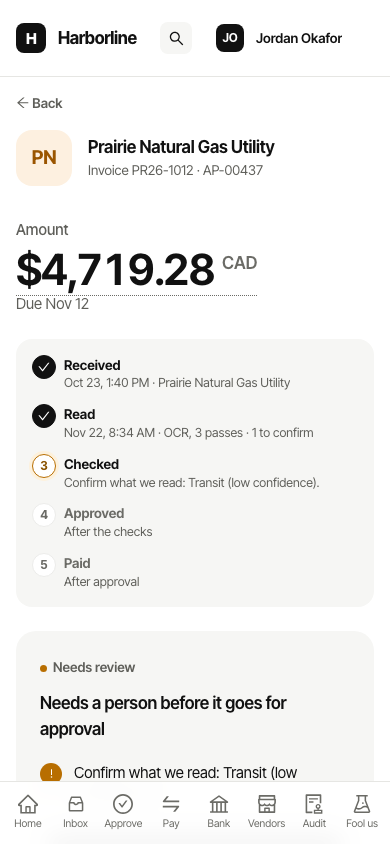 H Harborline JO Jordan Okafor
Back
PN
Prairie Natural Gas Utility
Invoice PR26-1012 · AP-00437
Amount
$4,719.28 CAD
Due Nov 12
Received
Oct 23, 1:40 PM · Prairie Natural Gas Utility
Read
Nov 22, 8:34 AM · OCR, 3 passes · 1 to confirm
3 Checked
Confirm what we read: Transit (low confidence).
4 Approved
After the checks
5 Paid
After approval
Needs review
Needs a person before it goes for
approval
! Confirm what we read: Transit (low
Home Inbox Approve Pay Bank Vendors Audit Fool us